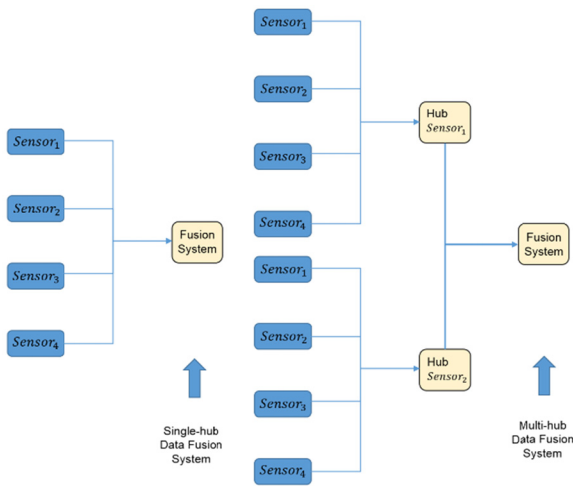 Sensor₁
Sensor₂
Sensor₃
Sensor₄
Fusion
System
Single-hub
Data Fusion
System
Sensor₁
Sensor₂
Sensor₃
Sensor₄
Hub
Sensor₁
Sensor₁
Sensor₂
Sensor₃
Sensor₄
Hub
Sensor₂
Fusion
System
Multi-hub
Data Fusion
System